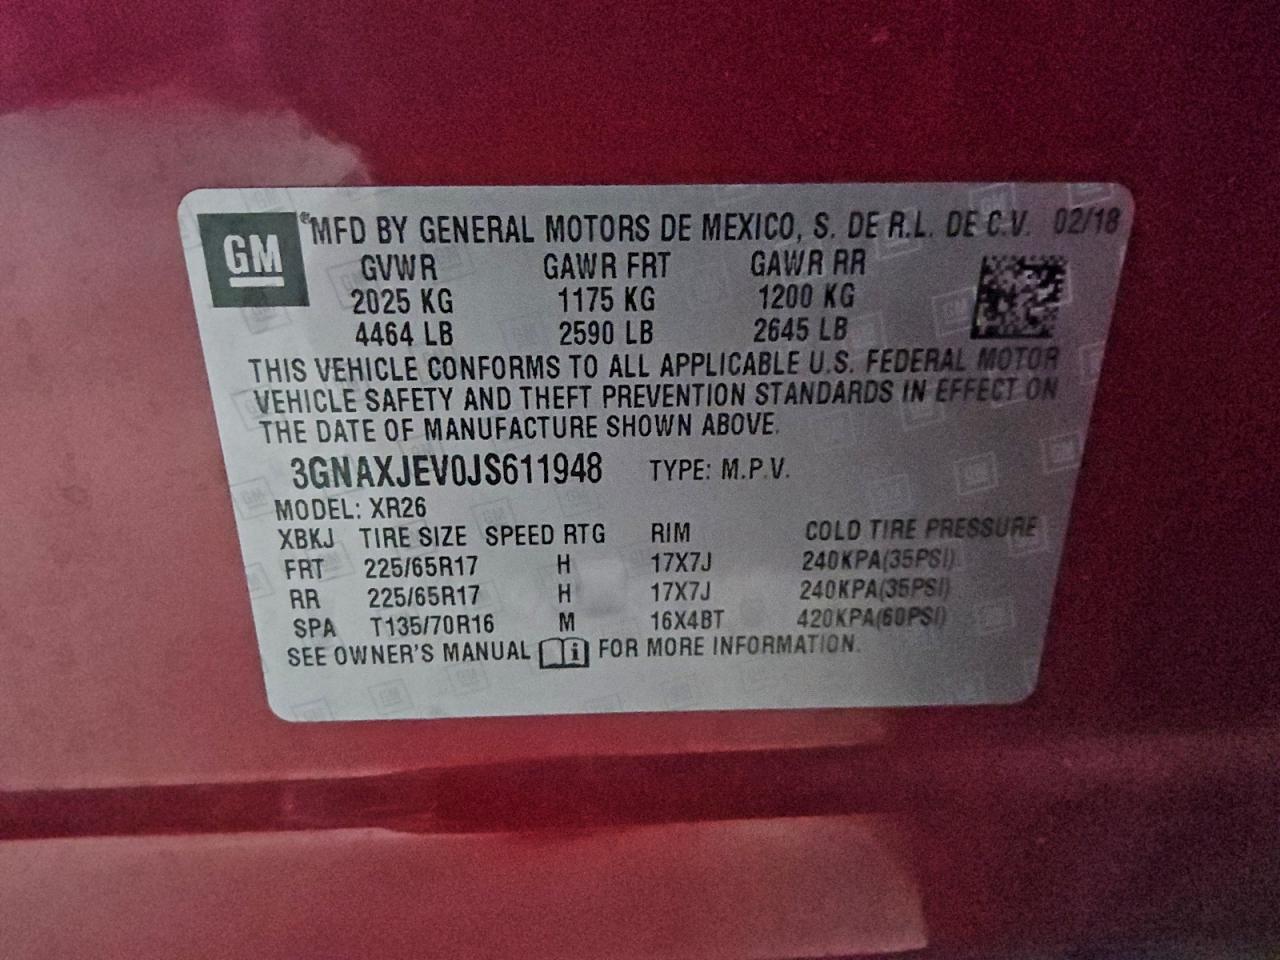 GM
®MFD BY GENERAL MOTORS DE MEXICO, S. DE R.L. DE C.V. 02/18
GVWR GAWR FRT GAWR RR
2025 KG 1175 KG 1200 KG
4464 LB 2590 LB 2645 LB
THIS VEHICLE CONFORMS TO ALL APPLICABLE U.S. FEDERAL MOTOR
VEHICLE SAFETY AND THEFT PREVENTION STANDARDS IN EFFECT ON
THE DATE OF MANUFACTURE SHOWN ABOVE.
3GNAXJEV0JS611948 TYPE: M.P.V.
MODEL: XR26
XBKJ TIRE SIZE SPEED RTG RIM COLD TIRE PRESSURE
FRT 225/65R17 H 17X7J 240KPA(35PSI)
RR 225/65R17 H 17X7J 240KPA(35PSI)
SPA T135/70R16 M 16X4BT 420KPA(60PSI)
SEE OWNER'S MANUAL i FOR MORE INFORMATION.